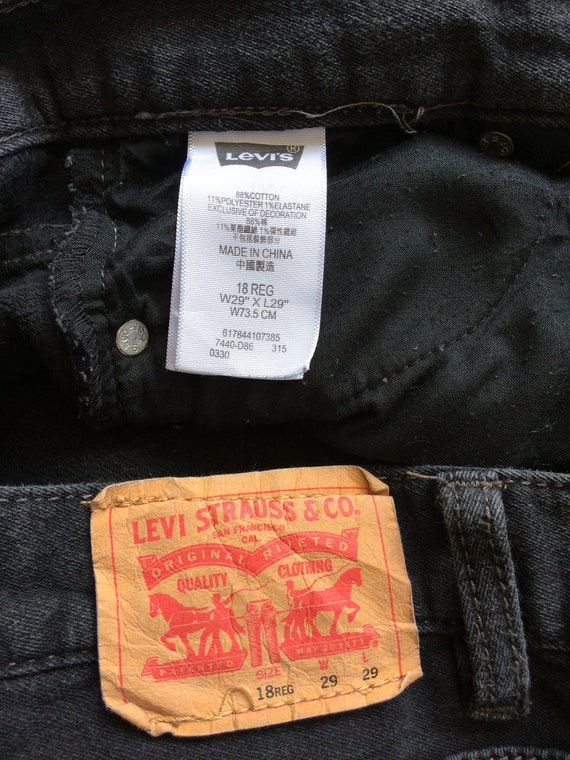 LEVI'S®
88%COTTON
11%POLYESTER 1%ELASTANE
EXCLUSIVE OF DECORATION
88%棉
11%聚酯纖維 1%彈性纖維
不包括裝飾部分
MADE IN CHINA
中國製造
18 REG
W29" X L29"
W73.5 CM
617844107385
7440-D86 315
0330
LEVI STRAUSS & CO.
SAN FRANCISCO
CAL
ORIGINAL RIVETED
QUALITY CLOTHING
PATENTED MAY 20 1873
SIZE W L
18REG 29 29